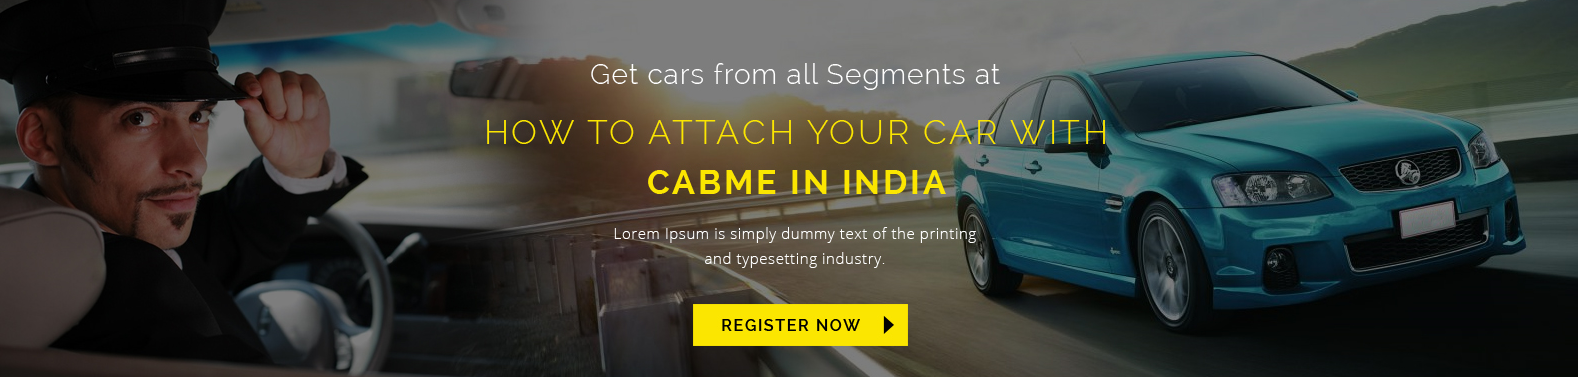 Get cars from all Segments at
HOW TO ATTACH YOUR CAR WITH
CABME IN INDIA
Lorem Ipsum is simply dummy text of the printing
and typesetting industry.
REGISTER NOW